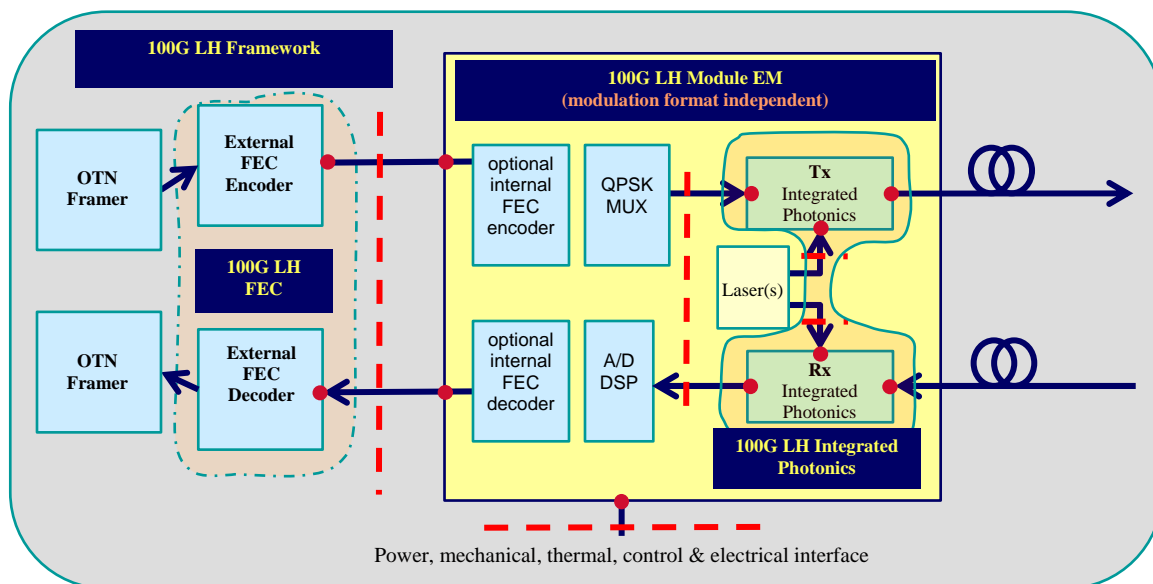 100G LH Framework
100G LH Module EM
(modulation format independent)
OTN
Framer
External
FEC
Encoder
optional
internal
FEC
encoder
QPSK
MUX
Tx
Integrated
Photonics
100G LH
FEC
Laser(s)
OTN
Framer
External
FEC
Decoder
optional
internal
FEC
decoder
A/D
DSP
Rx
Integrated
Photonics
100G LH Integrated
Photonics
Power, mechanical, thermal, control & electrical interface